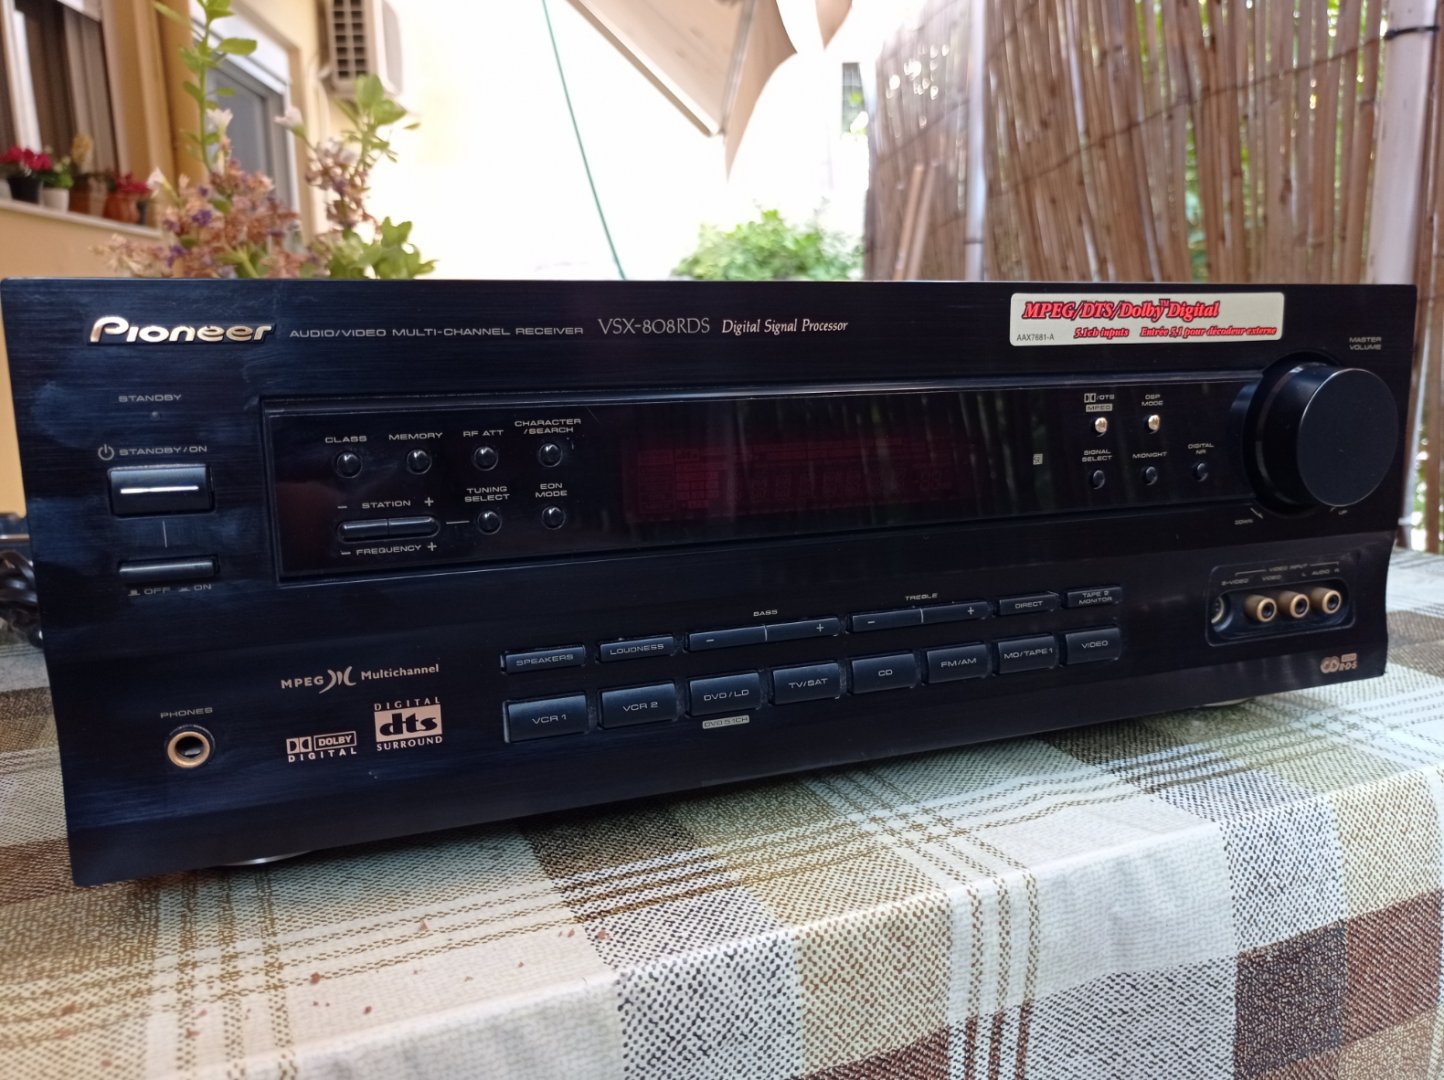 Pioneer AUDIO/VIDEO MULTI-CHANNEL RECEIVER VSX-808RDS Digital Signal Processor
MPEG/DTS/Dolby™Digital
AAX7681-A 5.1ch inputs Entrée 5.1 pour décodeur externe
MASTER
VOLUME
STANDBY
STANDBY/ON
OFF ON
CLASS
MEMORY
RF ATT
CHARACTER
/SEARCH
– STATION +
TUNING
SELECT
EON
MODE
– FREQUENCY +
/DTS
MPEG
DSP
MODE
SIGNAL
SELECT
MIDNIGHT
DIGITAL
NR
DOWN
UP
VIDEO INPUT
S-VIDEO
VIDEO
L AUDIO R
SPEAKERS
LOUDNESS
BASS
– +
TREBLE
– +
DIRECT
TAPE 2
MONITOR
VCR 1
VCR 2
DVD/LD
DVD 5.1CH
TV/SAT
CD
FM/AM
MD/TAPE 1
VIDEO
MPEG Multichannel
PHONES
DOLBY
DIGITAL
DIGITAL
dts
SURROUND
RDS